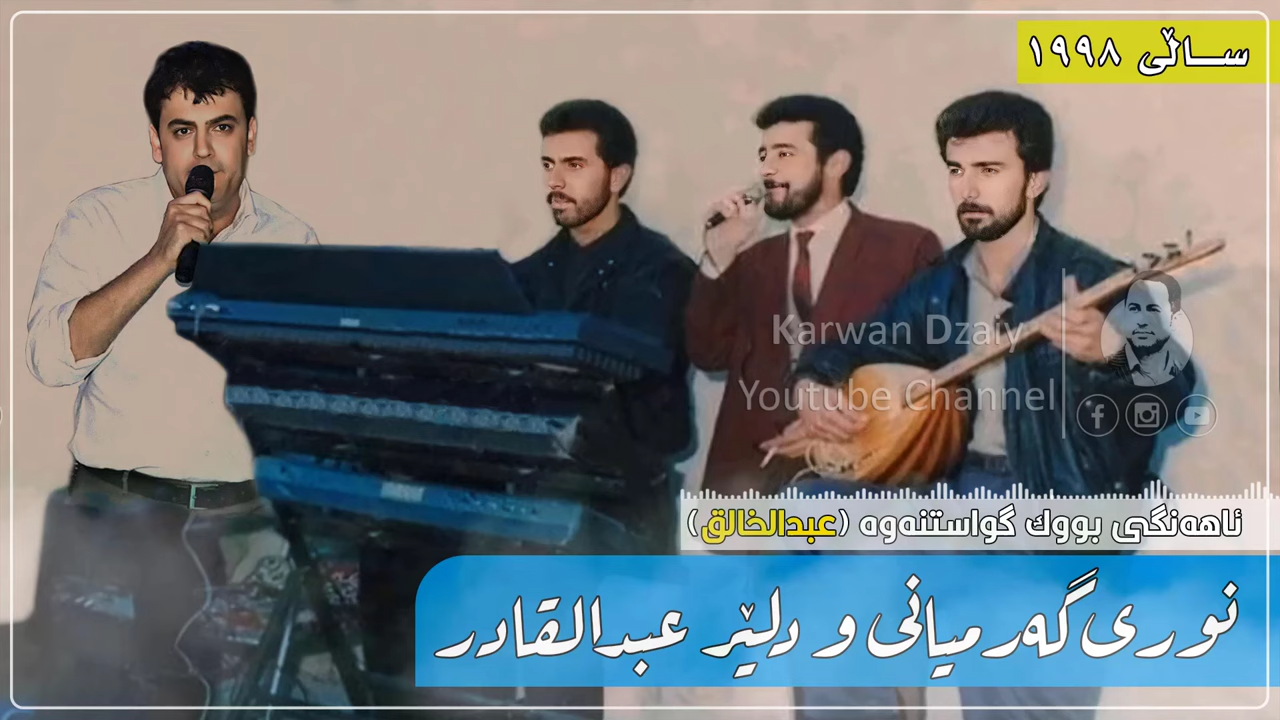 ساڵی ١٩٩٨
Karwan Dzaiy
Youtube Channel
ئاهەنگی بووك گواستنەوە (عبدالخالق)
نوری گەرمیانی و دلێر عبدالقادر